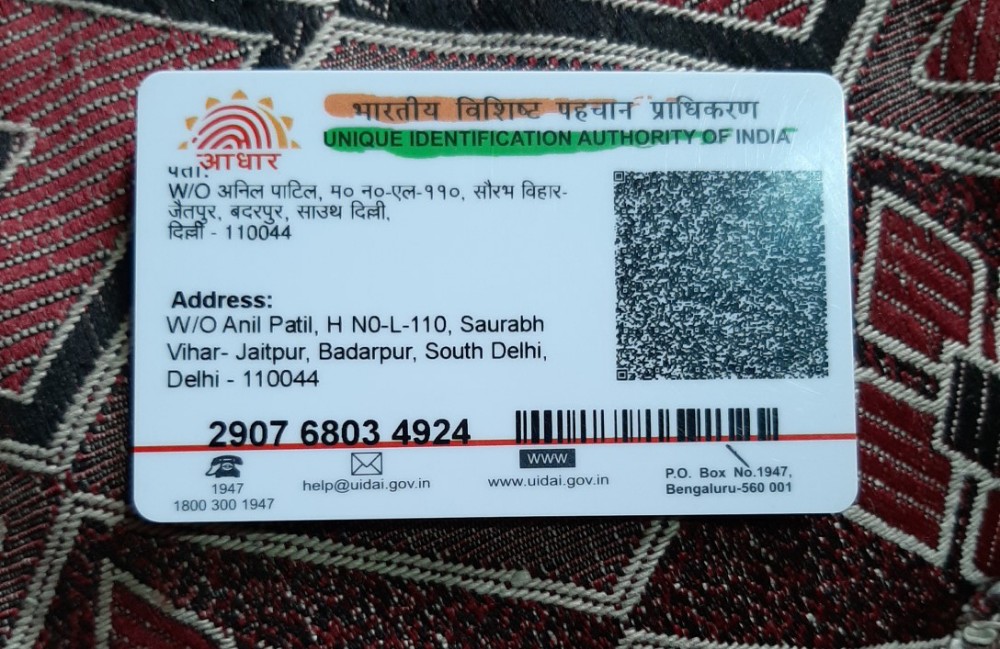 भारतीय विशिष्ट पहचान प्राधिकरण
UNIQUE IDENTIFICATION AUTHORITY OF INDIA
आधार
पता:
W/O अनिल पाटिल, म० न०-एल-११०, सौरभ विहार-
जैतपुर, बदरपुर, साउथ दिल्ली,
दिल्ली - 110044
Address:
W/O Anil Patil, H N0-L-110, Saurabh
Vihar- Jaitpur, Badarpur, South Delhi,
Delhi - 110044
2907 6803 4924
1947
1800 300 1947
help@uidai.gov.in
www
www.uidai.gov.in
P.O. Box No.1947,
Bengaluru-560 001